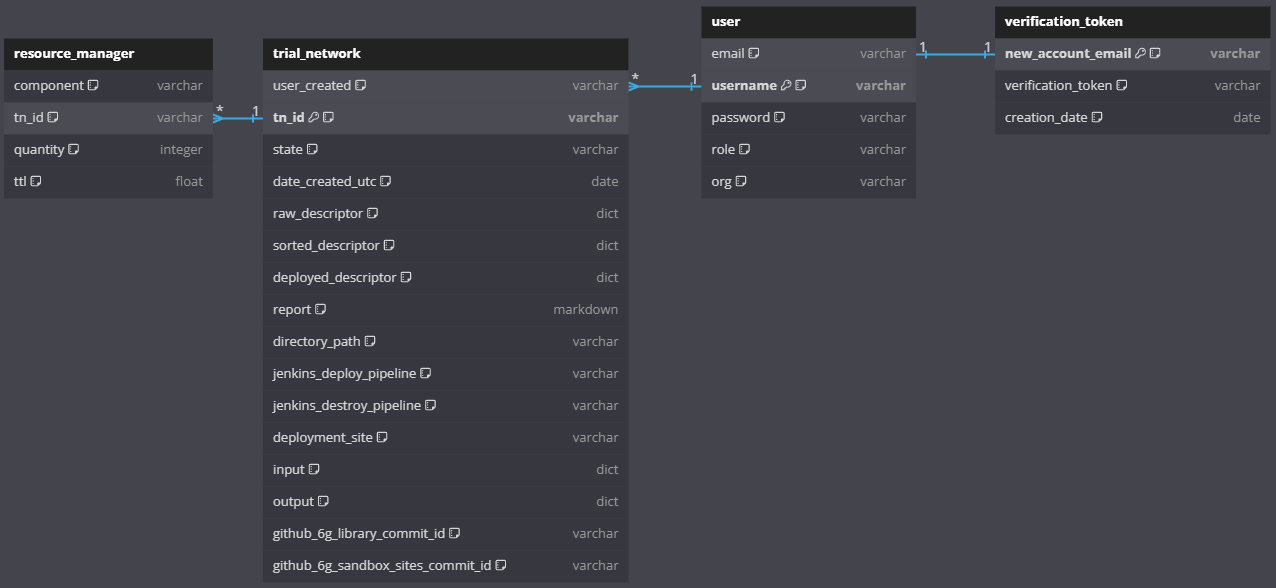 resource_manager
component varchar
tn_id varchar
quantity integer
ttl float
* 1
trial_network
user_created varchar
tn_id varchar
state varchar
date_created_utc date
raw_descriptor dict
sorted_descriptor dict
deployed_descriptor dict
report markdown
directory_path varchar
jenkins_deploy_pipeline varchar
jenkins_destroy_pipeline varchar
deployment_site varchar
input dict
output dict
github_6g_library_commit_id varchar
github_6g_sandbox_sites_commit_id varchar
* 1
user
email varchar
username varchar
password varchar
role varchar
org varchar
1 1
verification_token
new_account_email varchar
verification_token varchar
creation_date date